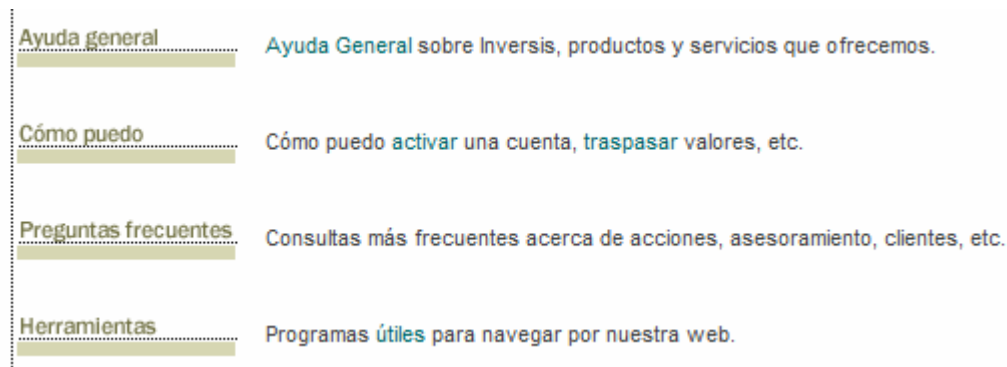 Ayuda general
Ayuda General sobre Inversis, productos y servicios que ofrecemos.
Cómo puedo
Cómo puedo activar una cuenta, traspasar valores, etc.
Preguntas frecuentes
Consultas más frecuentes acerca de acciones, asesoramiento, clientes, etc.
Herramientas
Programas útiles para navegar por nuestra web.